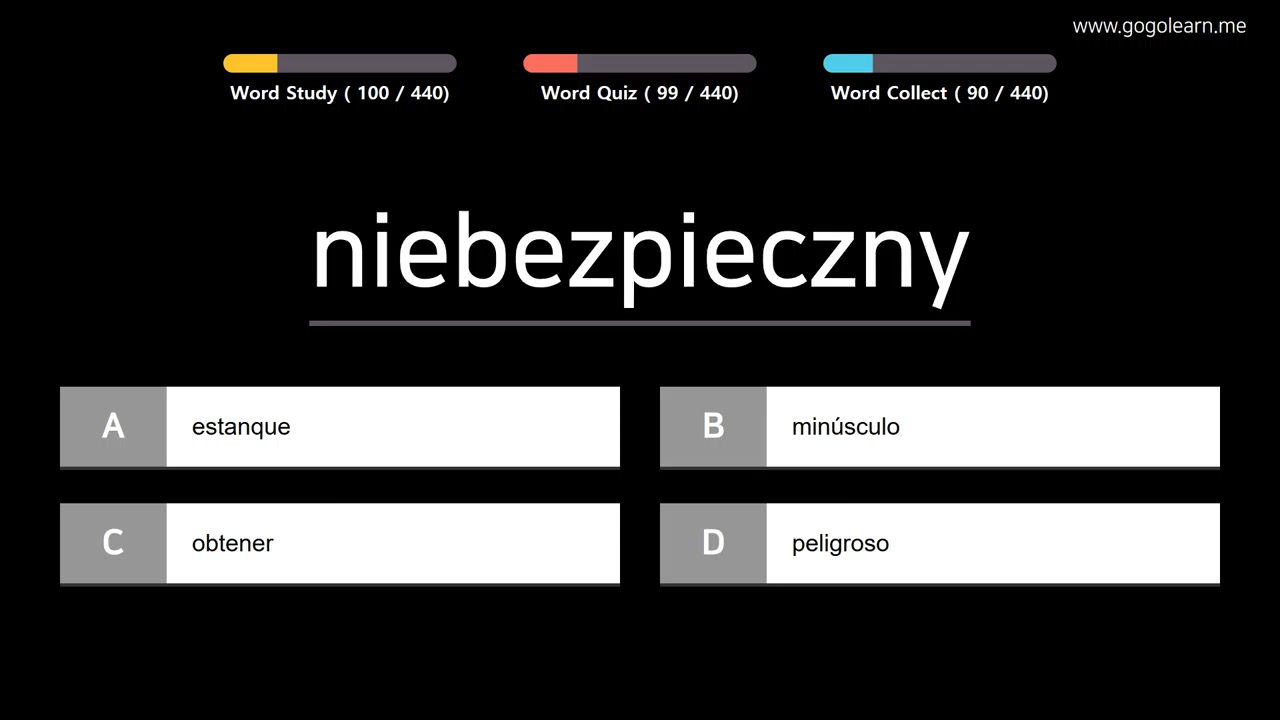 www.gogolearn.me
Word Study ( 100 / 440)
Word Quiz ( 99 / 440)
Word Collect ( 90 / 440)
niebezpieczny
A estanque
B minúsculo
C obtener
D peligroso